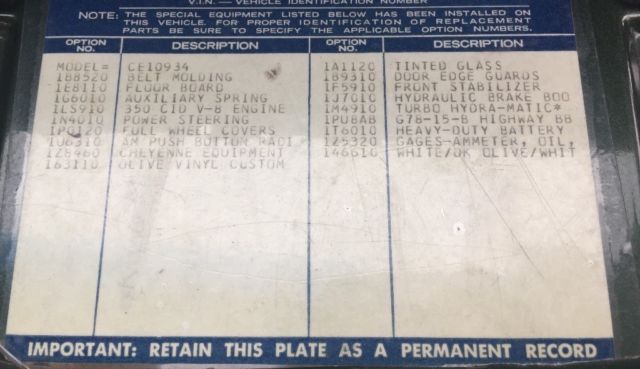 V.I.N. — VEHICLE IDENTIFICATION NUMBER
NOTE: THE SPECIAL EQUIPMENT LISTED BELOW HAS BEEN INSTALLED ON
THIS VEHICLE. FOR PROPER IDENTIFICATION OF REPLACEMENT
PARTS BE SURE TO SPECIFY THE APPLICABLE OPTION NUMBERS.
OPTION NO. DESCRIPTION OPTION NO. DESCRIPTION
MODEL= CE10934 1A1120 TINTED GLASS
1B8520 BELT MOLDING 1B9310 DOOR EDGE GUARDS
1E8110 FLOOR BOARD 1F5910 FRONT STABILIZER
1G6010 AUXILIARY SPRING 1J7010 HYDRAULIC BRAKE BOO
1LS910 350 CID V-8 ENGINE 1M4910 TURBO HYDRA-MATIC*
1N4010 POWER STEERING 1PU8AB G78-15-B HIGHWAY BB
1P0120 FULL WHEEL COVERS 1T6010 HEAVY-DUTY BATTERY
1U6310 AM PUSH BUTTON RADI 1Z5320 GAGES-AMMETER, OIL,
1Z8460 CHEYENNE EQUIPMENT 146610 WHITE/DK OLIVE/WHIT
163110 OLIVE VINYL CUSTOM
IMPORTANT: RETAIN THIS PLATE AS A PERMANENT RECORD